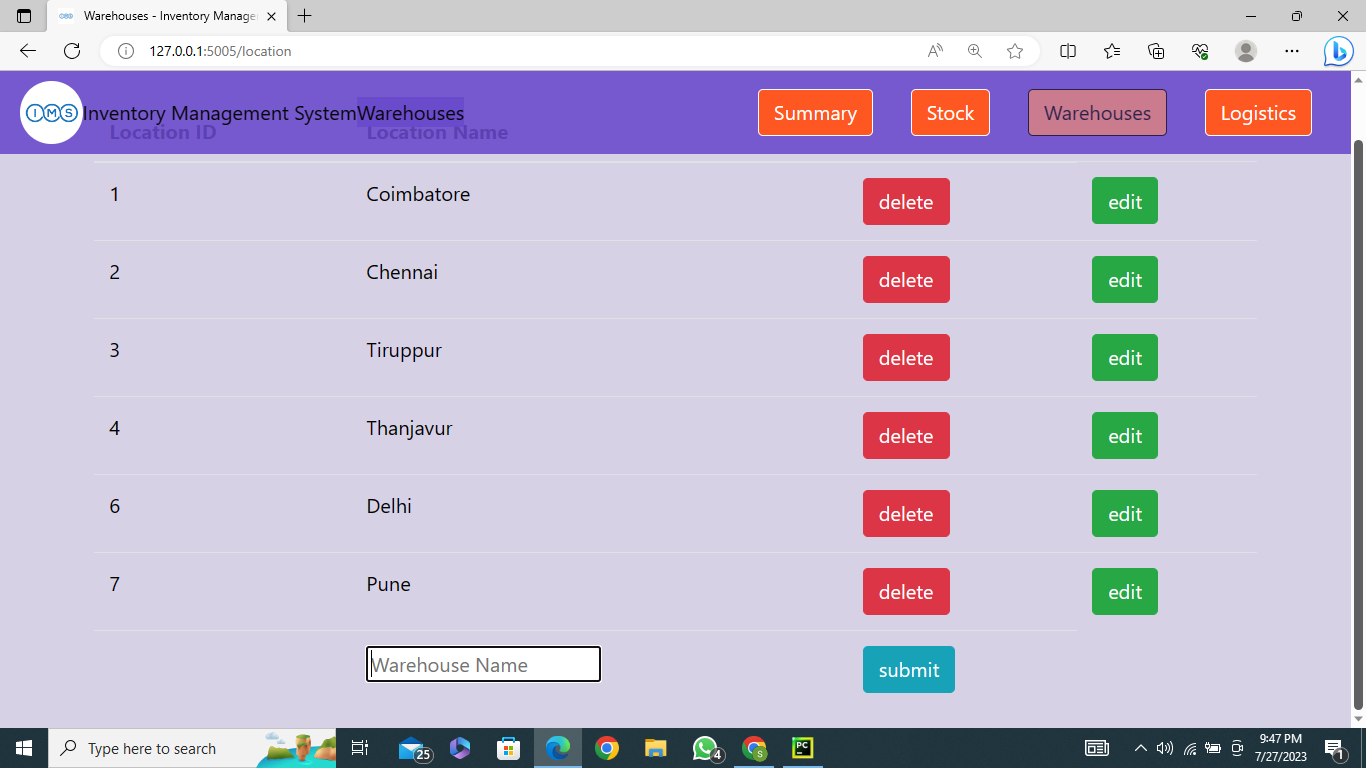 Warehouses - Inventory Manage
127.0.0.1:5005/location
IMS Inventory Management System Warehouses Summary Stock Warehouses Logistics
Location ID Location Name
1 Coimbatore delete edit
2 Chennai delete edit
3 Tiruppur delete edit
4 Thanjavur delete edit
6 Delhi delete edit
7 Pune delete edit
Warehouse Name submit
Type here to search 25 S 4 PC 9:47 PM
7/27/2023 1